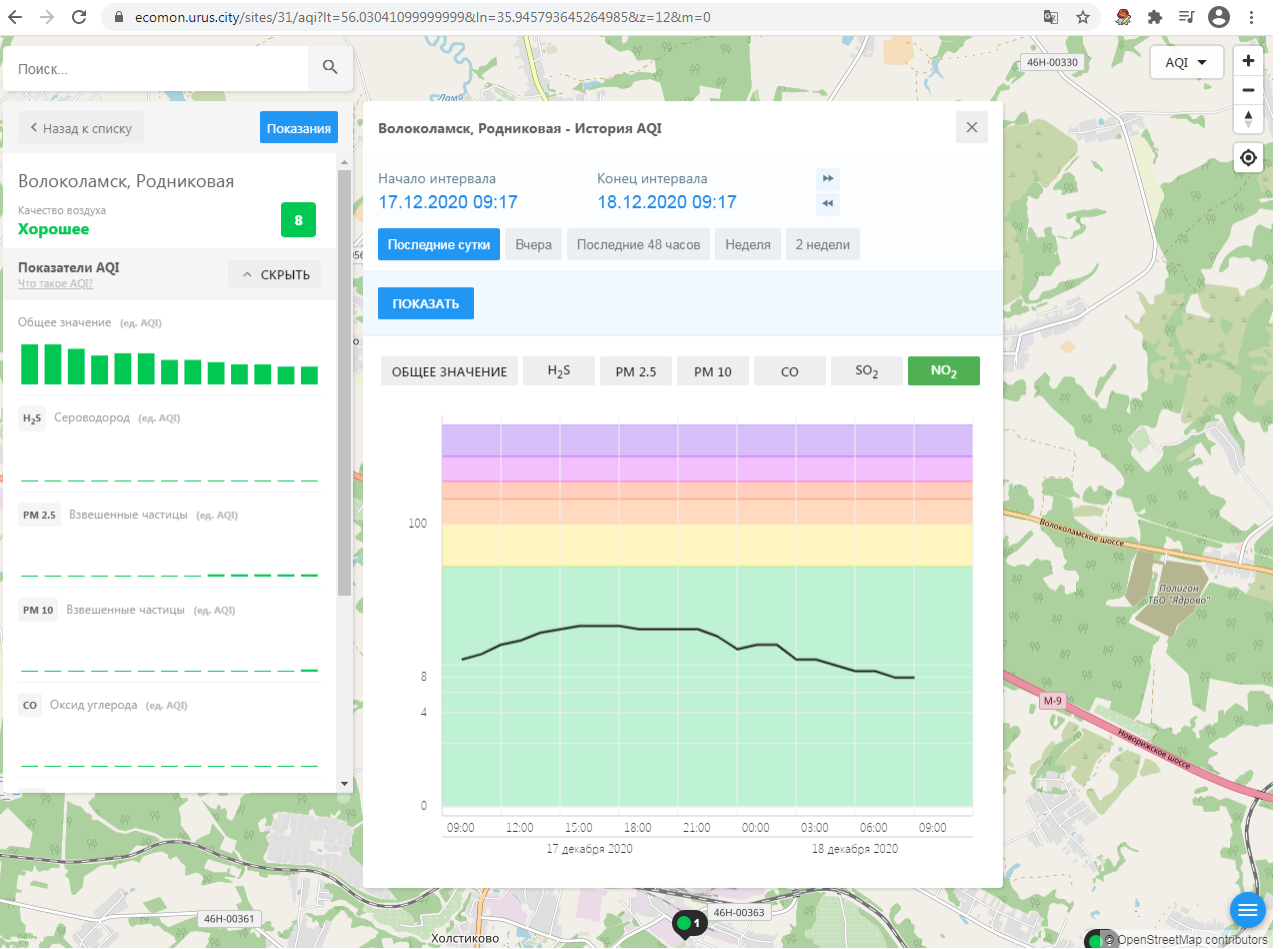 ecomon.urus.city/sites/31/aqi?lt=56.03041099999999&ln=35.945793645264985&z=12&m=0
Поиск...
Ламо
46Н-00330
AQI
Назад к списку
Показания
Волоколамск, Родниковая
Качество воздуха
Хорошее
8
Показатели AQI
Что такое AQI?
СКРЫТЬ
Общее значение (ед. AQI)
H2S Сероводород (ед. AQI)
PM 2.5 Взвешенные частицы (ед. AQI)
PM 10 Взвешенные частицы (ед. AQI)
CO Оксид углерода (ед. AQI)
Волоколамск, Родниковая - История AQI
Начало интервала
17.12.2020 09:17
Конец интервала
18.12.2020 09:17
Последние сутки
Вчера
Последние 48 часов
Неделя
2 недели
ПОКАЗАТЬ
ОБЩЕЕ ЗНАЧЕНИЕ
H2S
PM 2.5
PM 10
CO
SO2
NO2
100
8
4
0
09:00 12:00 15:00 18:00 21:00 00:00 03:00 06:00 09:00
17 декабря 2020 18 декабря 2020
Волоколамское шоссе
Полигон
ТБО "Ядрово"
М-9
Новорижское шоссе
46Н-00361
46Н-00363
1
Холстиково
© OpenStreetMap contributors